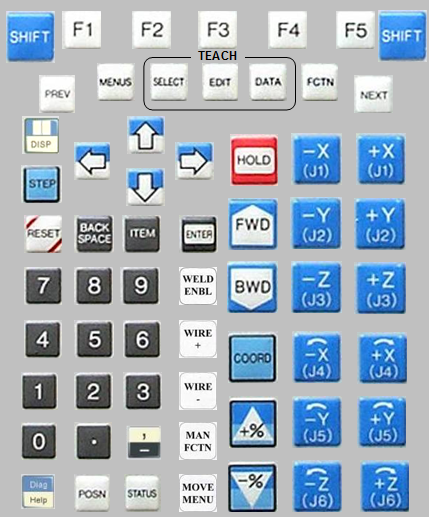 SHIFT F1 F2 F3 F4 F5 SHIFT
TEACH
PREV MENUS SELECT EDIT DATA FCTN NEXT
DISP
STEP
HOLD -X (J1) +X (J1)
RESET BACK SPACE ITEM ENTER FWD -Y (J2) +Y (J2)
7 8 9 WELD ENBL BWD -Z (J3) +Z (J3)
4 5 6 WIRE + COORD -X (J4) +X (J4)
1 2 3 WIRE -
+% -Y (J5) +Y (J5)
0 . , - MAN FCTN
Diag Help POSN STATUS MOVE MENU -% -Z (J6) +Z (J6)